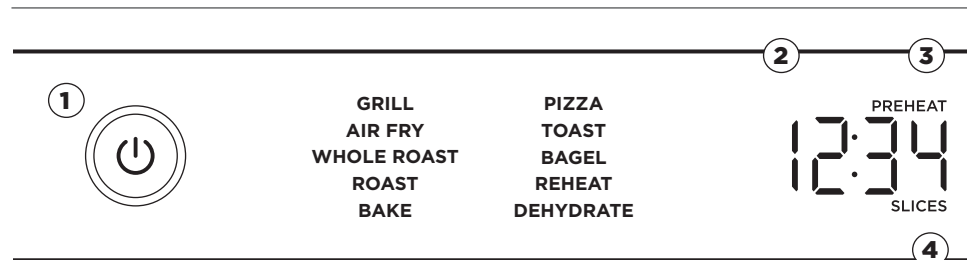 2 3
1
GRILL PIZZA PREHEAT
AIR FRY TOAST
12:34
WHOLE ROAST BAGEL
ROAST REHEAT
BAKE DEHYDRATE SLICES
4